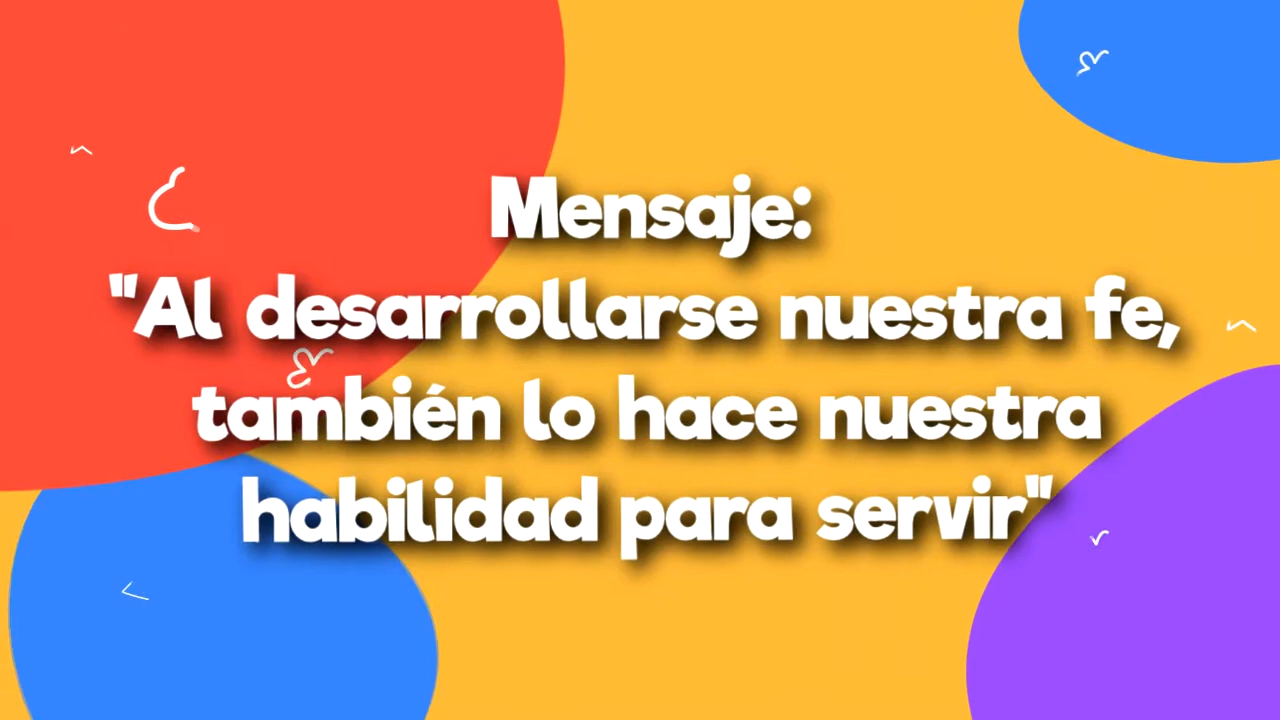 Mensaje:
"Al desarrollarse nuestra fe,
también lo hace nuestra
habilidad para servir"